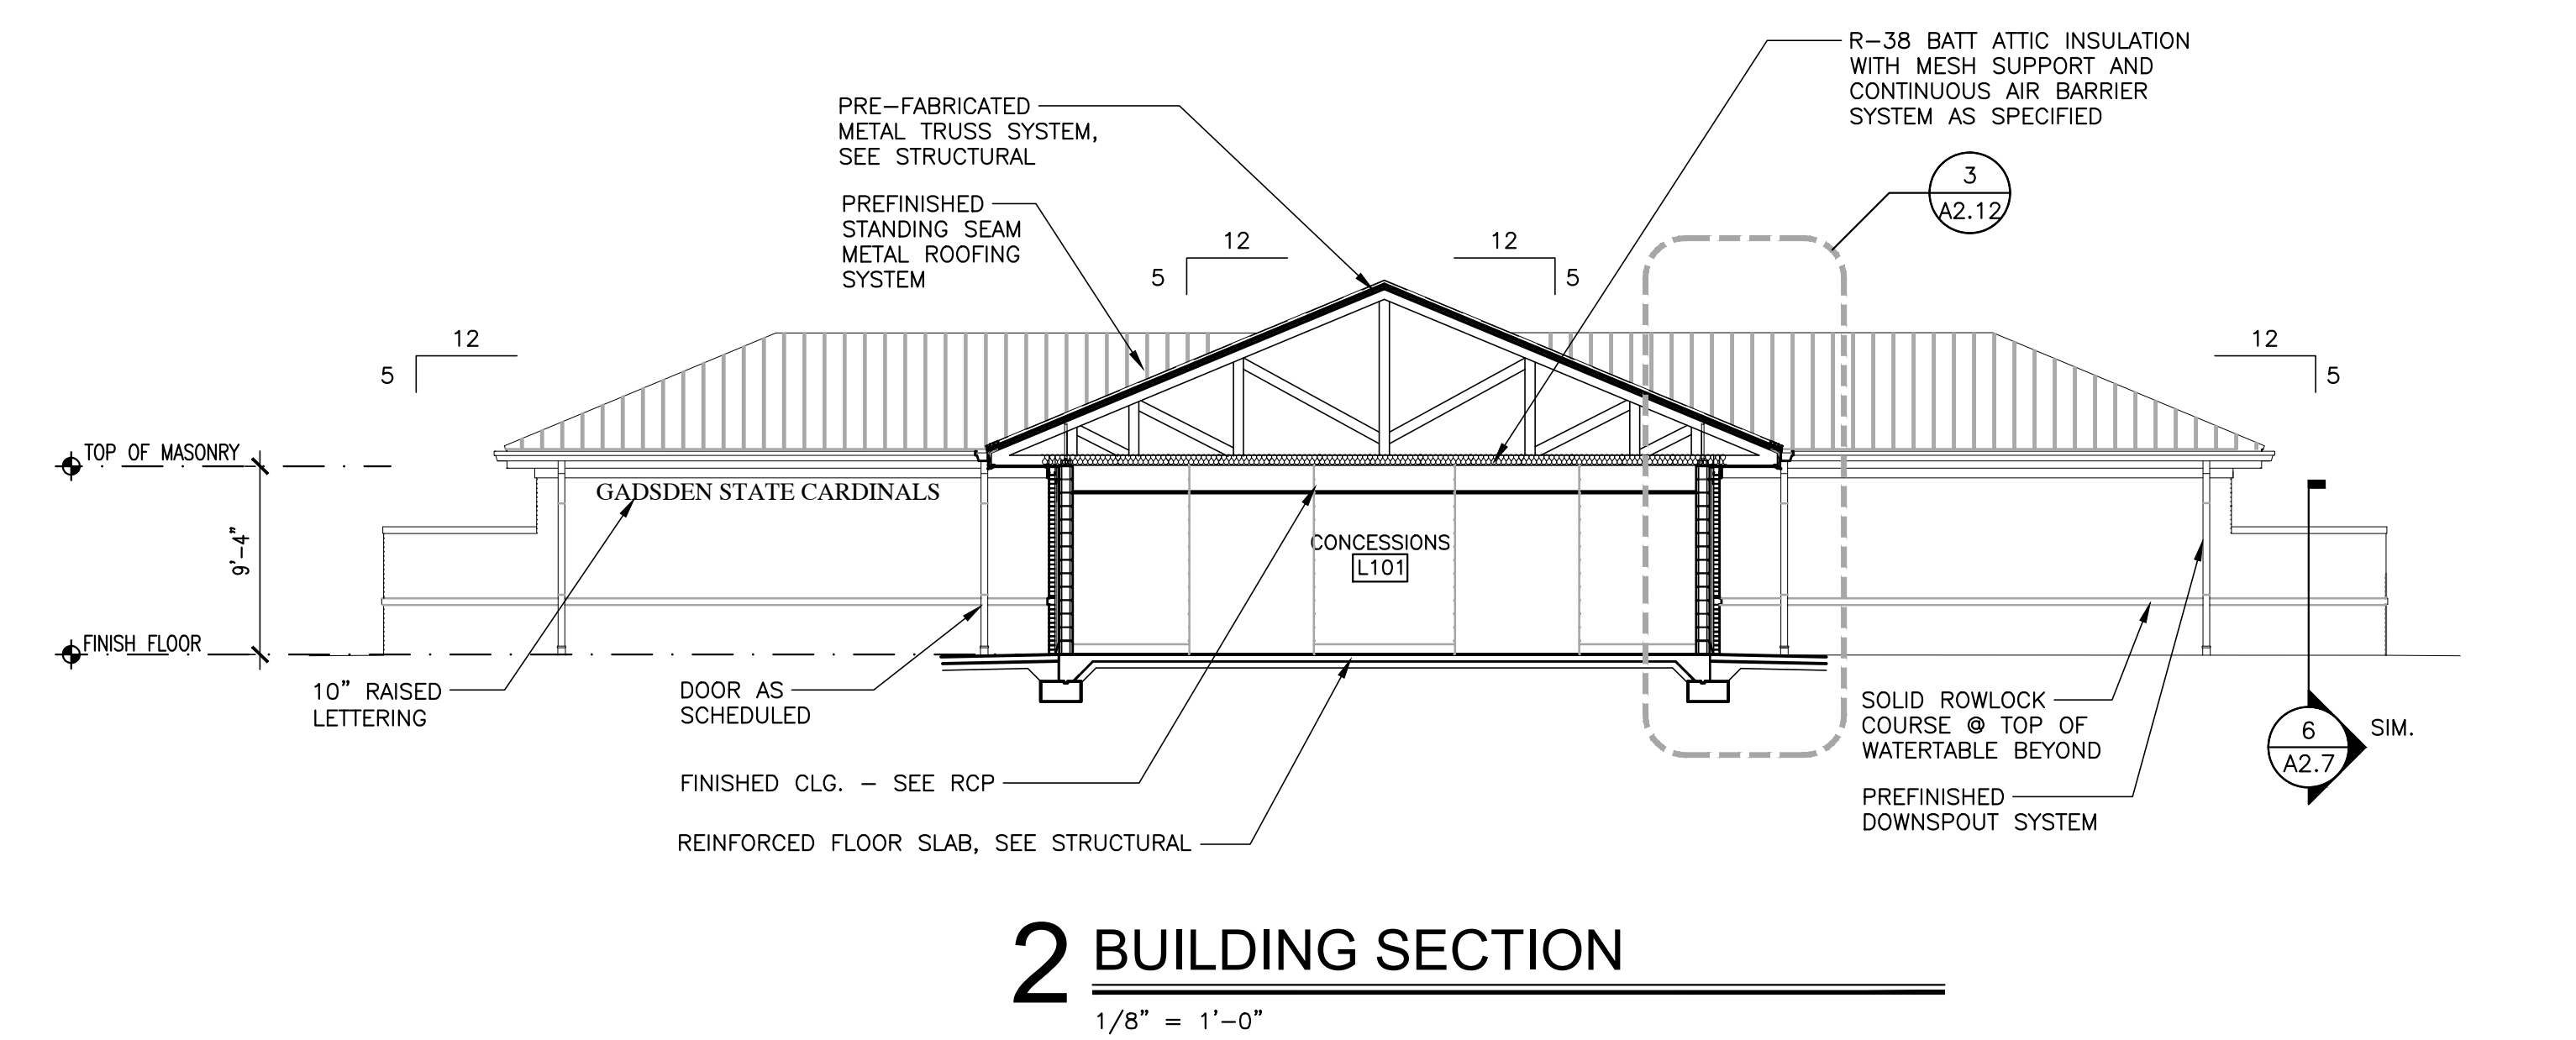 R-38 BATT ATTIC INSULATION
WITH MESH SUPPORT AND
CONTINUOUS AIR BARRIER
SYSTEM AS SPECIFIED
PRE-FABRICATED
METAL TRUSS SYSTEM,
SEE STRUCTURAL
3
A2.12
PREFINISHED
STANDING SEAM
METAL ROOFING
SYSTEM
12
5
12
5
12
5
12
5
TOP OF MASONRY
GADSDEN STATE CARDINALS
9'-4"
CONCESSIONS
L101
FINISH FLOOR
10" RAISED
LETTERING
DOOR AS
SCHEDULED
SOLID ROWLOCK
COURSE @ TOP OF
WATERTABLE BEYOND
6
A2.7
SIM.
FINISHED CLG. - SEE RCP
PREFINISHED
DOWNSPOUT SYSTEM
REINFORCED FLOOR SLAB, SEE STRUCTURAL
2 BUILDING SECTION
1/8" = 1'-0"